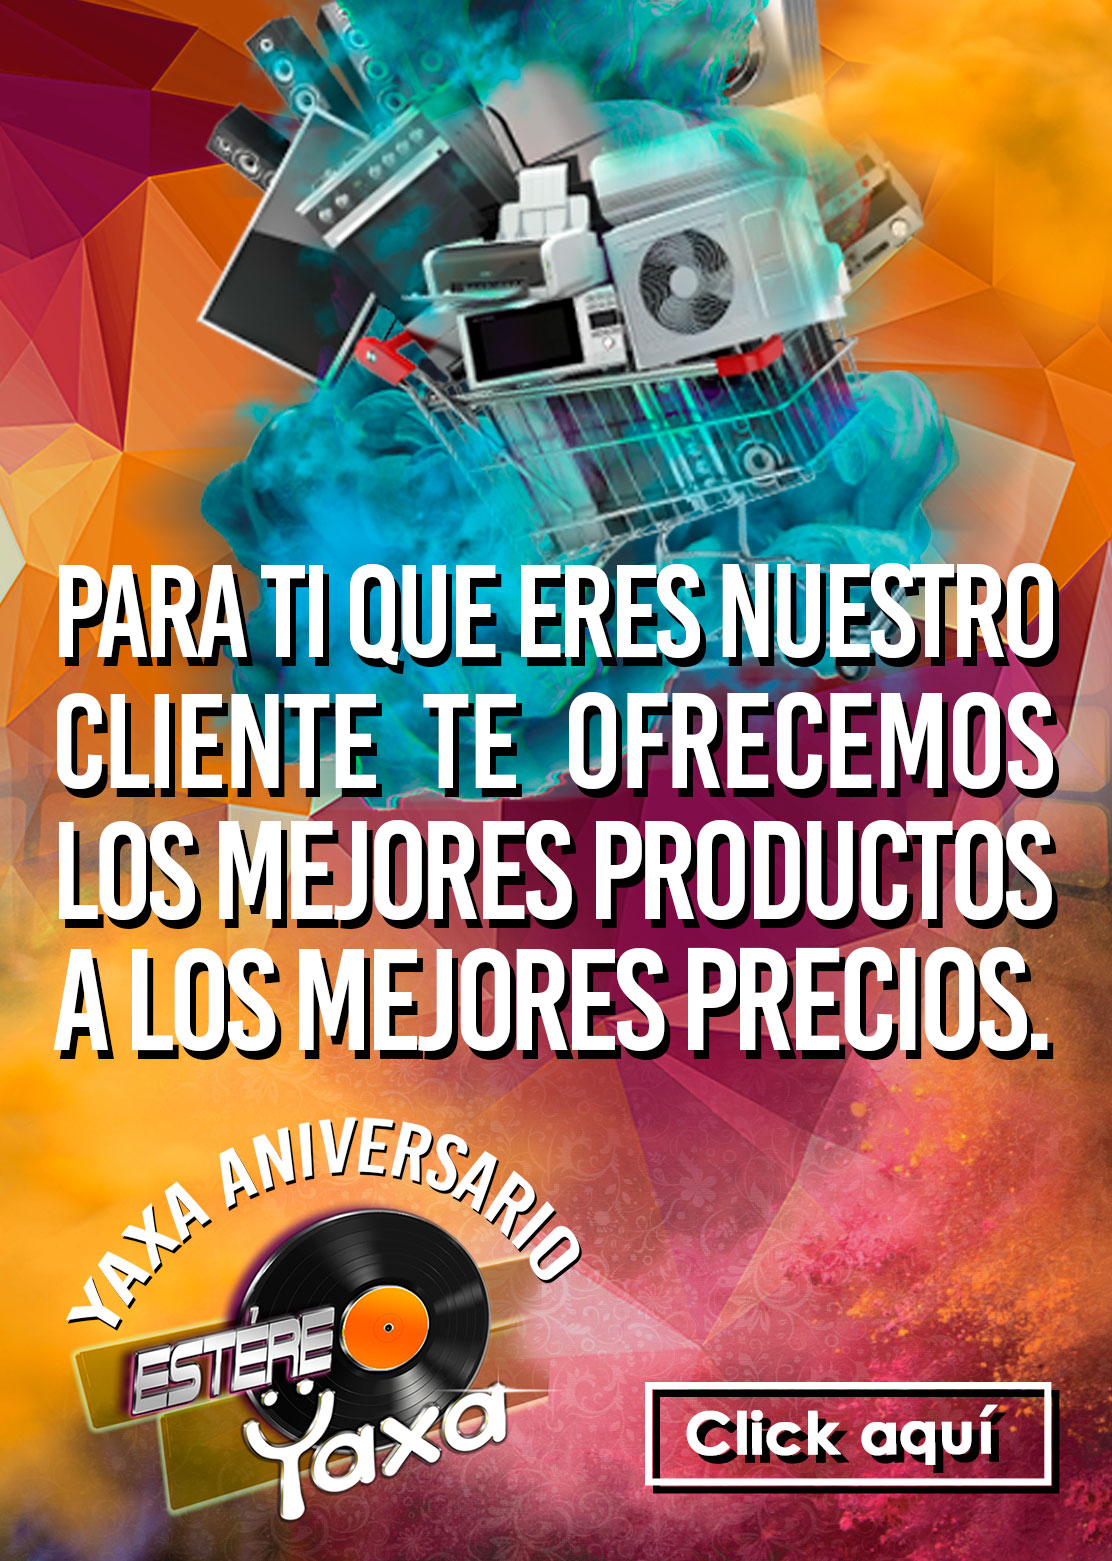 PARA TI QUE ERES NUESTRO
CLIENTE TE OFRECEMOS
LOS MEJORES PRODUCTOS
A LOS MEJORES PRECIOS.
YAXA ANIVERSARIO
ESTÉREO
Ÿaxa
Click aquí